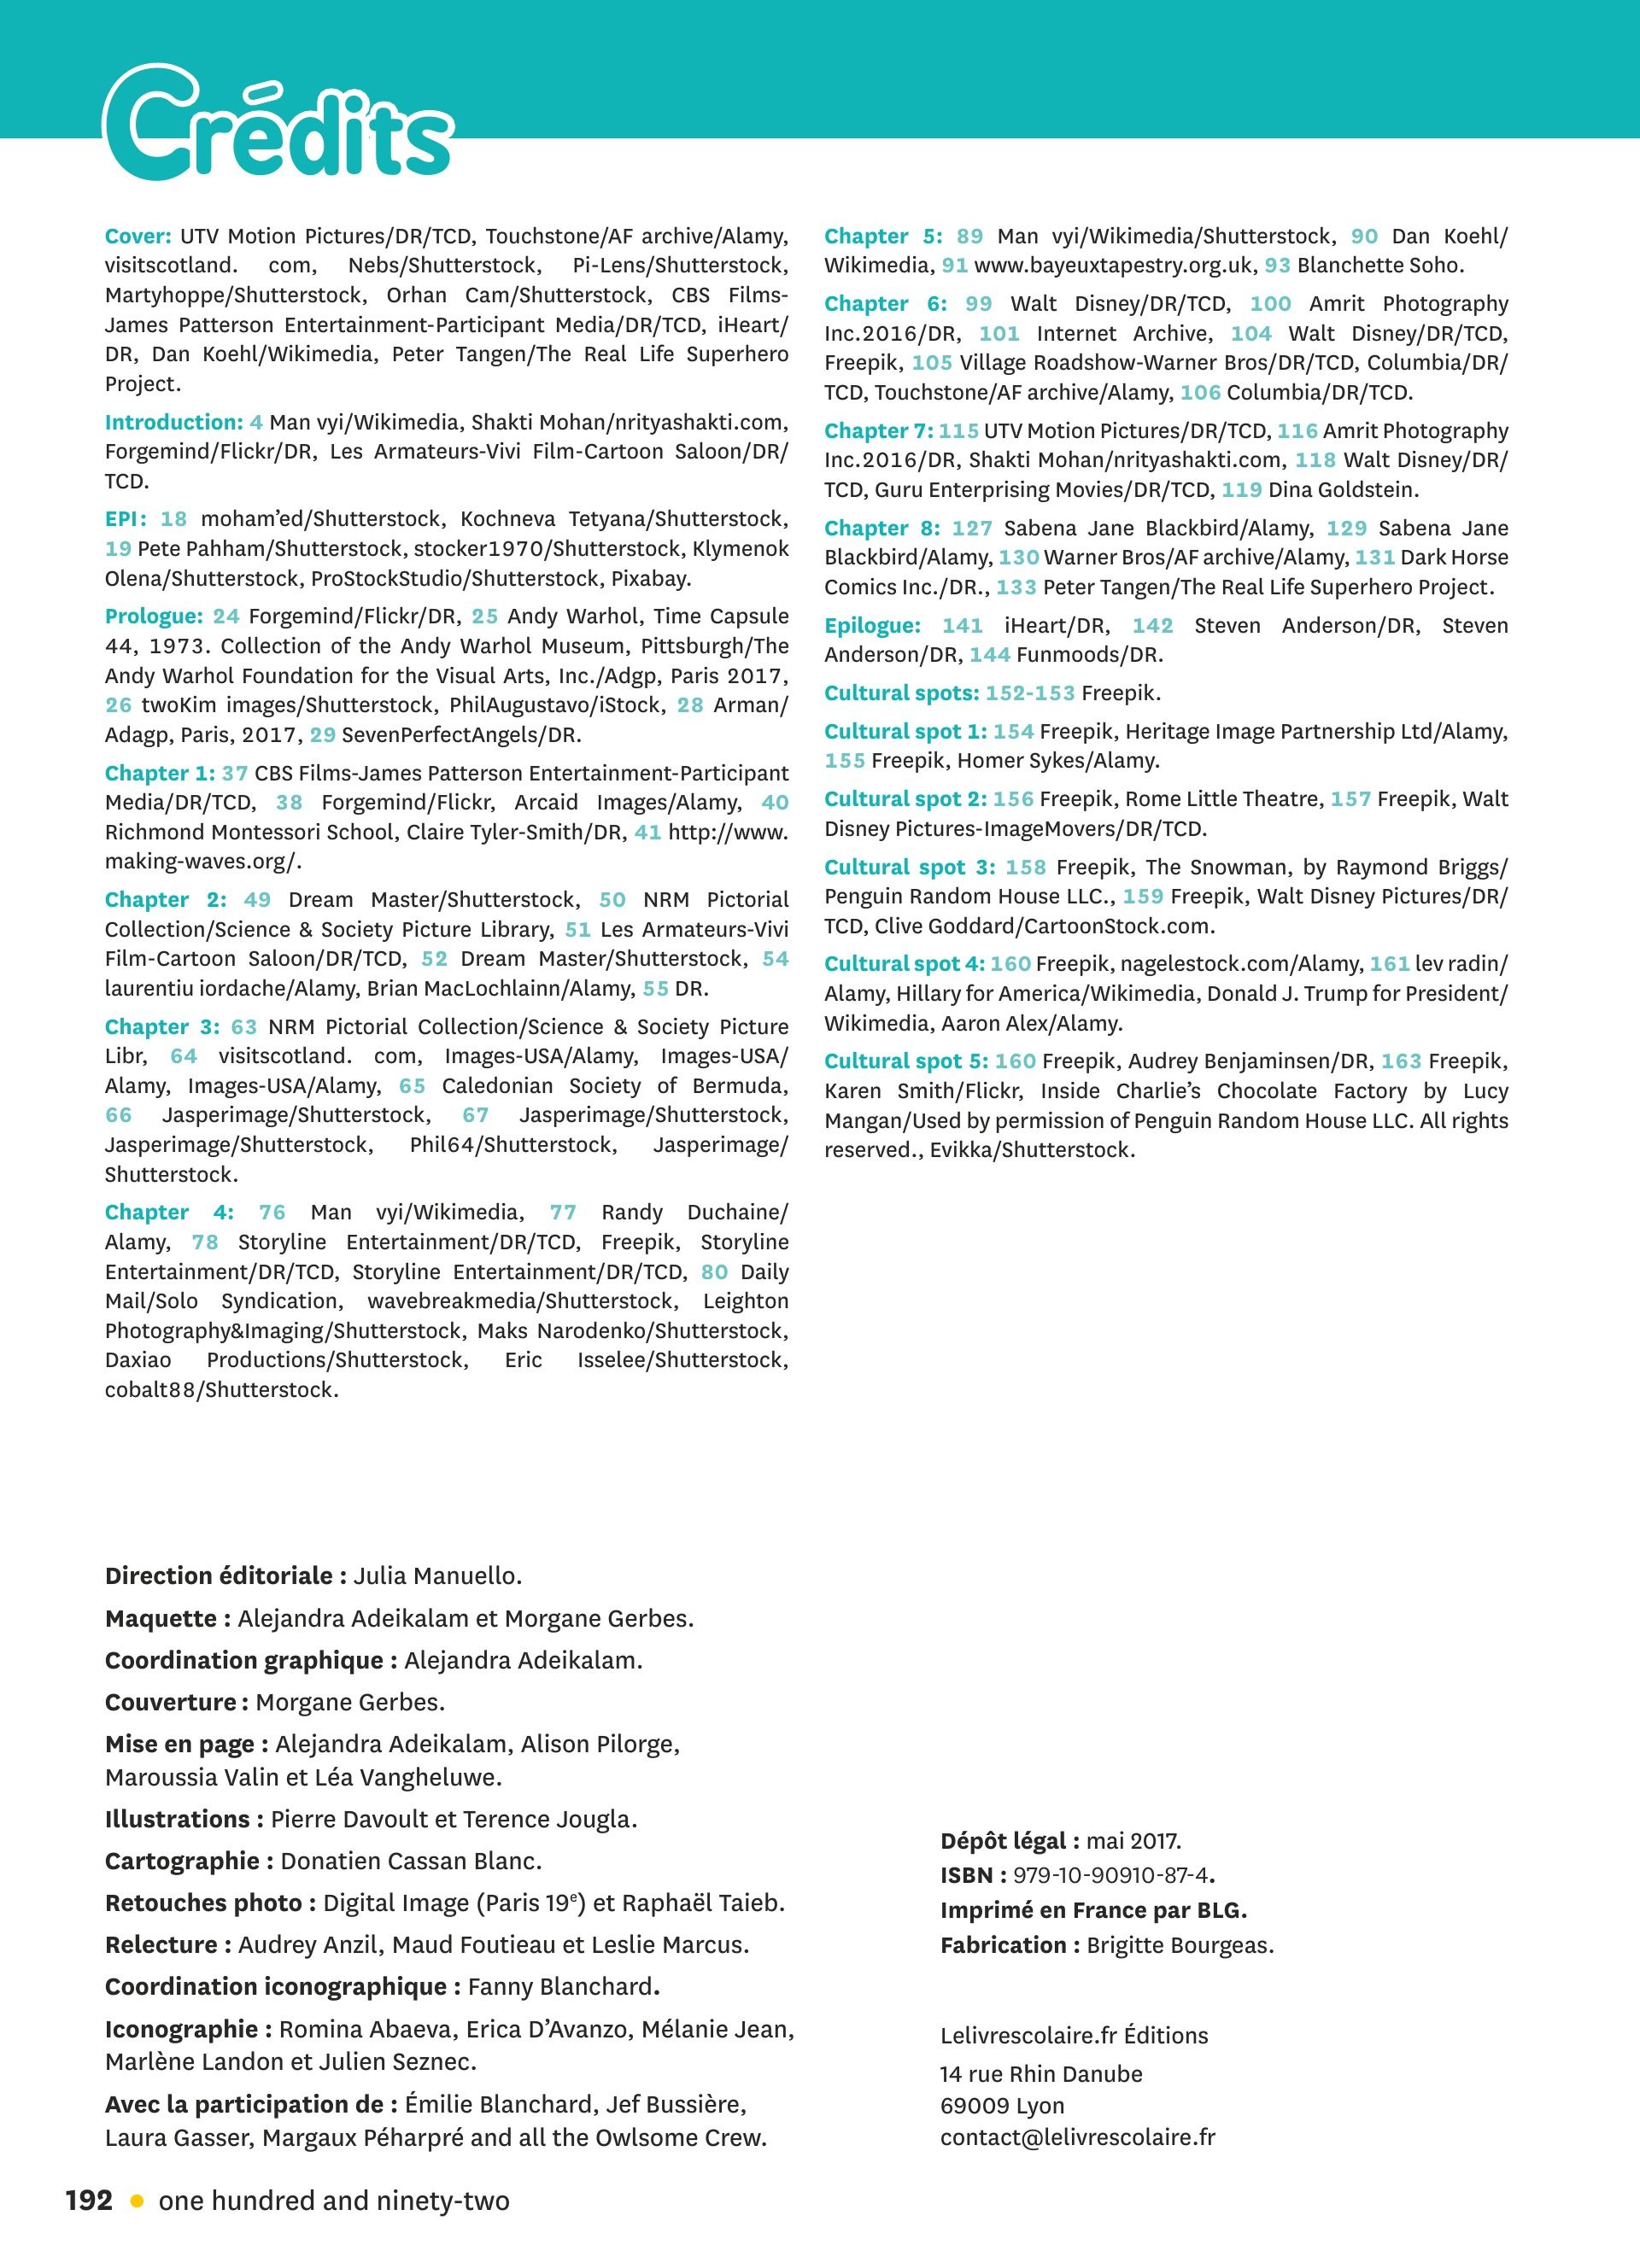 Crédits
Cover: UTV Motion Pictures/DR/TCD, Touchstone/AF archive/Alamy,
visitscotland. com, Nebs/Shutterstock, Pi-Lens/Shutterstock,
Martyhoppe/Shutterstock, Orhan Cam/Shutterstock, CBS Films-
James Patterson Entertainment-Participant Media/DR/TCD, iHeart/
DR, Dan Koehl/Wikimedia, Peter Tangen/The Real Life Superhero
Project.
Introduction: 4 Man vyi/Wikimedia, Shakti Mohan/nrityashakti.com,
Forgemind/Flickr/DR, Les Armateurs-Vivi Film-Cartoon Saloon/DR/
TCD.
EPI: 18 moham’ed/Shutterstock, Kochneva Tetyana/Shutterstock,
19 Pete Pahham/Shutterstock, stocker1970/Shutterstock, Klymenok
Olena/Shutterstock, ProStockStudio/Shutterstock, Pixabay.
Prologue: 24 Forgemind/Flickr/DR, 25 Andy Warhol, Time Capsule
44, 1973. Collection of the Andy Warhol Museum, Pittsburgh/The
Andy Warhol Foundation for the Visual Arts, Inc./Adgp, Paris 2017,
26 twoKim images/Shutterstock, PhilAugustavo/iStock, 28 Arman/
Adagp, Paris, 2017, 29 SevenPerfectAngels/DR.
Chapter 1: 37 CBS Films-James Patterson Entertainment-Participant
Media/DR/TCD, 38 Forgemind/Flickr, Arcaid Images/Alamy, 40
Richmond Montessori School, Claire Tyler-Smith/DR, 41 http://www.
making-waves.org/.
Chapter 2: 49 Dream Master/Shutterstock, 50 NRM Pictorial
Collection/Science & Society Picture Library, 51 Les Armateurs-Vivi
Film-Cartoon Saloon/DR/TCD, 52 Dream Master/Shutterstock, 54
laurentiu iordache/Alamy, Brian MacLochlainn/Alamy, 55 DR.
Chapter 3: 63 NRM Pictorial Collection/Science & Society Picture
Libr, 64 visitscotland. com, Images-USA/Alamy, Images-USA/
Alamy, Images-USA/Alamy, 65 Caledonian Society of Bermuda,
66 Jasperimage/Shutterstock, 67 Jasperimage/Shutterstock,
Jasperimage/Shutterstock, Phil64/Shutterstock, Jasperimage/
Shutterstock.
Chapter 4: 76 Man vyi/Wikimedia, 77 Randy Duchaine/
Alamy, 78 Storyline Entertainment/DR/TCD, Freepik, Storyline
Entertainment/DR/TCD, Storyline Entertainment/DR/TCD, 80 Daily
Mail/Solo Syndication, wavebreakmedia/Shutterstock, Leighton
Photography&Imaging/Shutterstock, Maks Narodenko/Shutterstock,
Daxiao Productions/Shutterstock, Eric Isselee/Shutterstock,
cobalt88/Shutterstock.
Chapter 5: 89 Man vyi/Wikimedia/Shutterstock, 90 Dan Koehl/
Wikimedia, 91 www.bayeuxtapestry.org.uk, 93 Blanchette Soho.
Chapter 6: 99 Walt Disney/DR/TCD, 100 Amrit Photography
Inc.2016/DR, 101 Internet Archive, 104 Walt Disney/DR/TCD,
Freepik, 105 Village Roadshow-Warner Bros/DR/TCD, Columbia/DR/
TCD, Touchstone/AF archive/Alamy, 106 Columbia/DR/TCD.
Chapter 7: 115 UTV Motion Pictures/DR/TCD, 116 Amrit Photography
Inc.2016/DR, Shakti Mohan/nrityashakti.com, 118 Walt Disney/DR/
TCD, Guru Enterprising Movies/DR/TCD, 119 Dina Goldstein.
Chapter 8: 127 Sabena Jane Blackbird/Alamy, 129 Sabena Jane
Blackbird/Alamy, 130 Warner Bros/AF archive/Alamy, 131 Dark Horse
Comics Inc./DR., 133 Peter Tangen/The Real Life Superhero Project.
Epilogue: 141 iHeart/DR, 142 Steven Anderson/DR, Steven
Anderson/DR, 144 Funmoods/DR.
Cultural spots: 152-153 Freepik.
Cultural spot 1: 154 Freepik, Heritage Image Partnership Ltd/Alamy,
155 Freepik, Homer Sykes/Alamy.
Cultural spot 2: 156 Freepik, Rome Little Theatre, 157 Freepik, Walt
Disney Pictures-ImageMovers/DR/TCD.
Cultural spot 3: 158 Freepik, The Snowman, by Raymond Briggs/
Penguin Random House LLC., 159 Freepik, Walt Disney Pictures/DR/
TCD, Clive Goddard/CartoonStock.com.
Cultural spot 4: 160 Freepik, nagelestock.com/Alamy, 161 lev radin/
Alamy, Hillary for America/Wikimedia, Donald J. Trump for President/
Wikimedia, Aaron Alex/Alamy.
Cultural spot 5: 160 Freepik, Audrey Benjaminsen/DR, 163 Freepik,
Karen Smith/Flickr, Inside Charlie’s Chocolate Factory by Lucy
Mangan/Used by permission of Penguin Random House LLC. All rights
reserved., Evikka/Shutterstock.
Direction éditoriale : Julia Manuello.
Maquette : Alejandra Adeikalam et Morgane Gerbes.
Coordination graphique : Alejandra Adeikalam.
Couverture : Morgane Gerbes.
Mise en page : Alejandra Adeikalam, Alison Pilorge,
Maroussia Valin et Léa Vangheluwe.
Illustrations : Pierre Davoult et Terence Jougla.
Cartographie : Donatien Cassan Blanc.
Retouches photo : Digital Image (Paris 19e) et Raphaël Taieb.
Relecture : Audrey Anzil, Maud Foutieau et Leslie Marcus.
Coordination iconographique : Fanny Blanchard.
Iconographie : Romina Abaeva, Erica D’Avanzo, Mélanie Jean,
Marlène Landon et Julien Seznec.
Avec la participation de : Émilie Blanchard, Jef Bussière,
Laura Gasser, Margaux Péharpré and all the Owlsome Crew.
Dépôt légal : mai 2017.
ISBN : 979-10-90910-87-4.
Imprimé en France par BLG.
Fabrication : Brigitte Bourgeas.
Lelivrescolaire.fr Éditions
14 rue Rhin Danube
69009 Lyon
contact@lelivrescolaire.fr
192 • one hundred and ninety-two